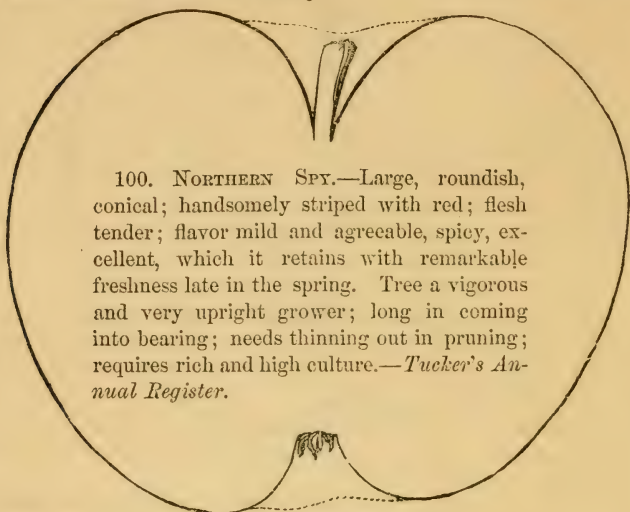 100. NORTHERN SPY.—Large, roundish,
conical; handsomely striped with red; flesh
tender; flavor mild and agreeable, spicy, ex-
cellent, which it retains with remarkable
freshness late in the spring. Tree a vigorous
and very upright grower; long in coming
into bearing; needs thinning out in pruning;
requires rich and high culture.—Tucker's An-
nual Register.